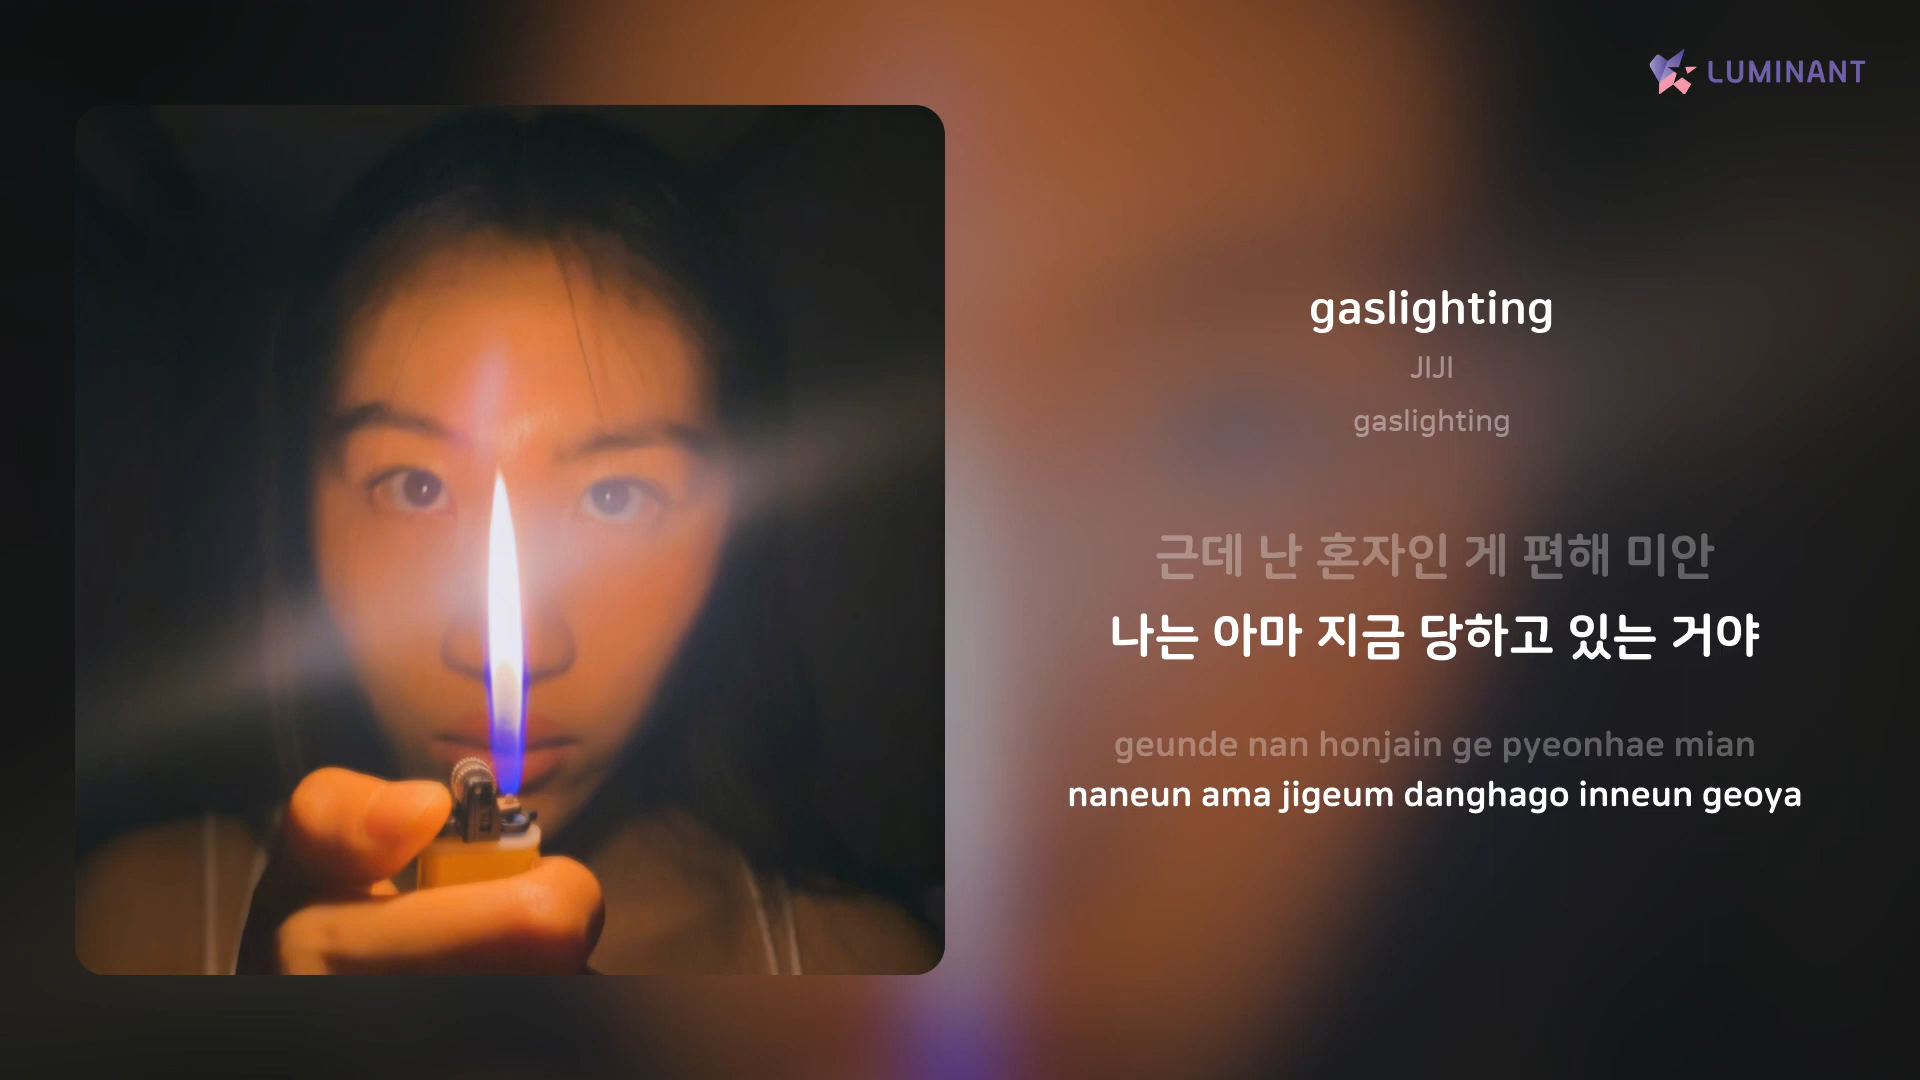 LUMINANT
gaslighting
JIJI
gaslighting
근데 난 혼자인 게 편해 미안
나는 아마 지금 당하고 있는 거야
geunde nan honjain ge pyeonhae mian
naneun ama jigeum danghago inneun geoya